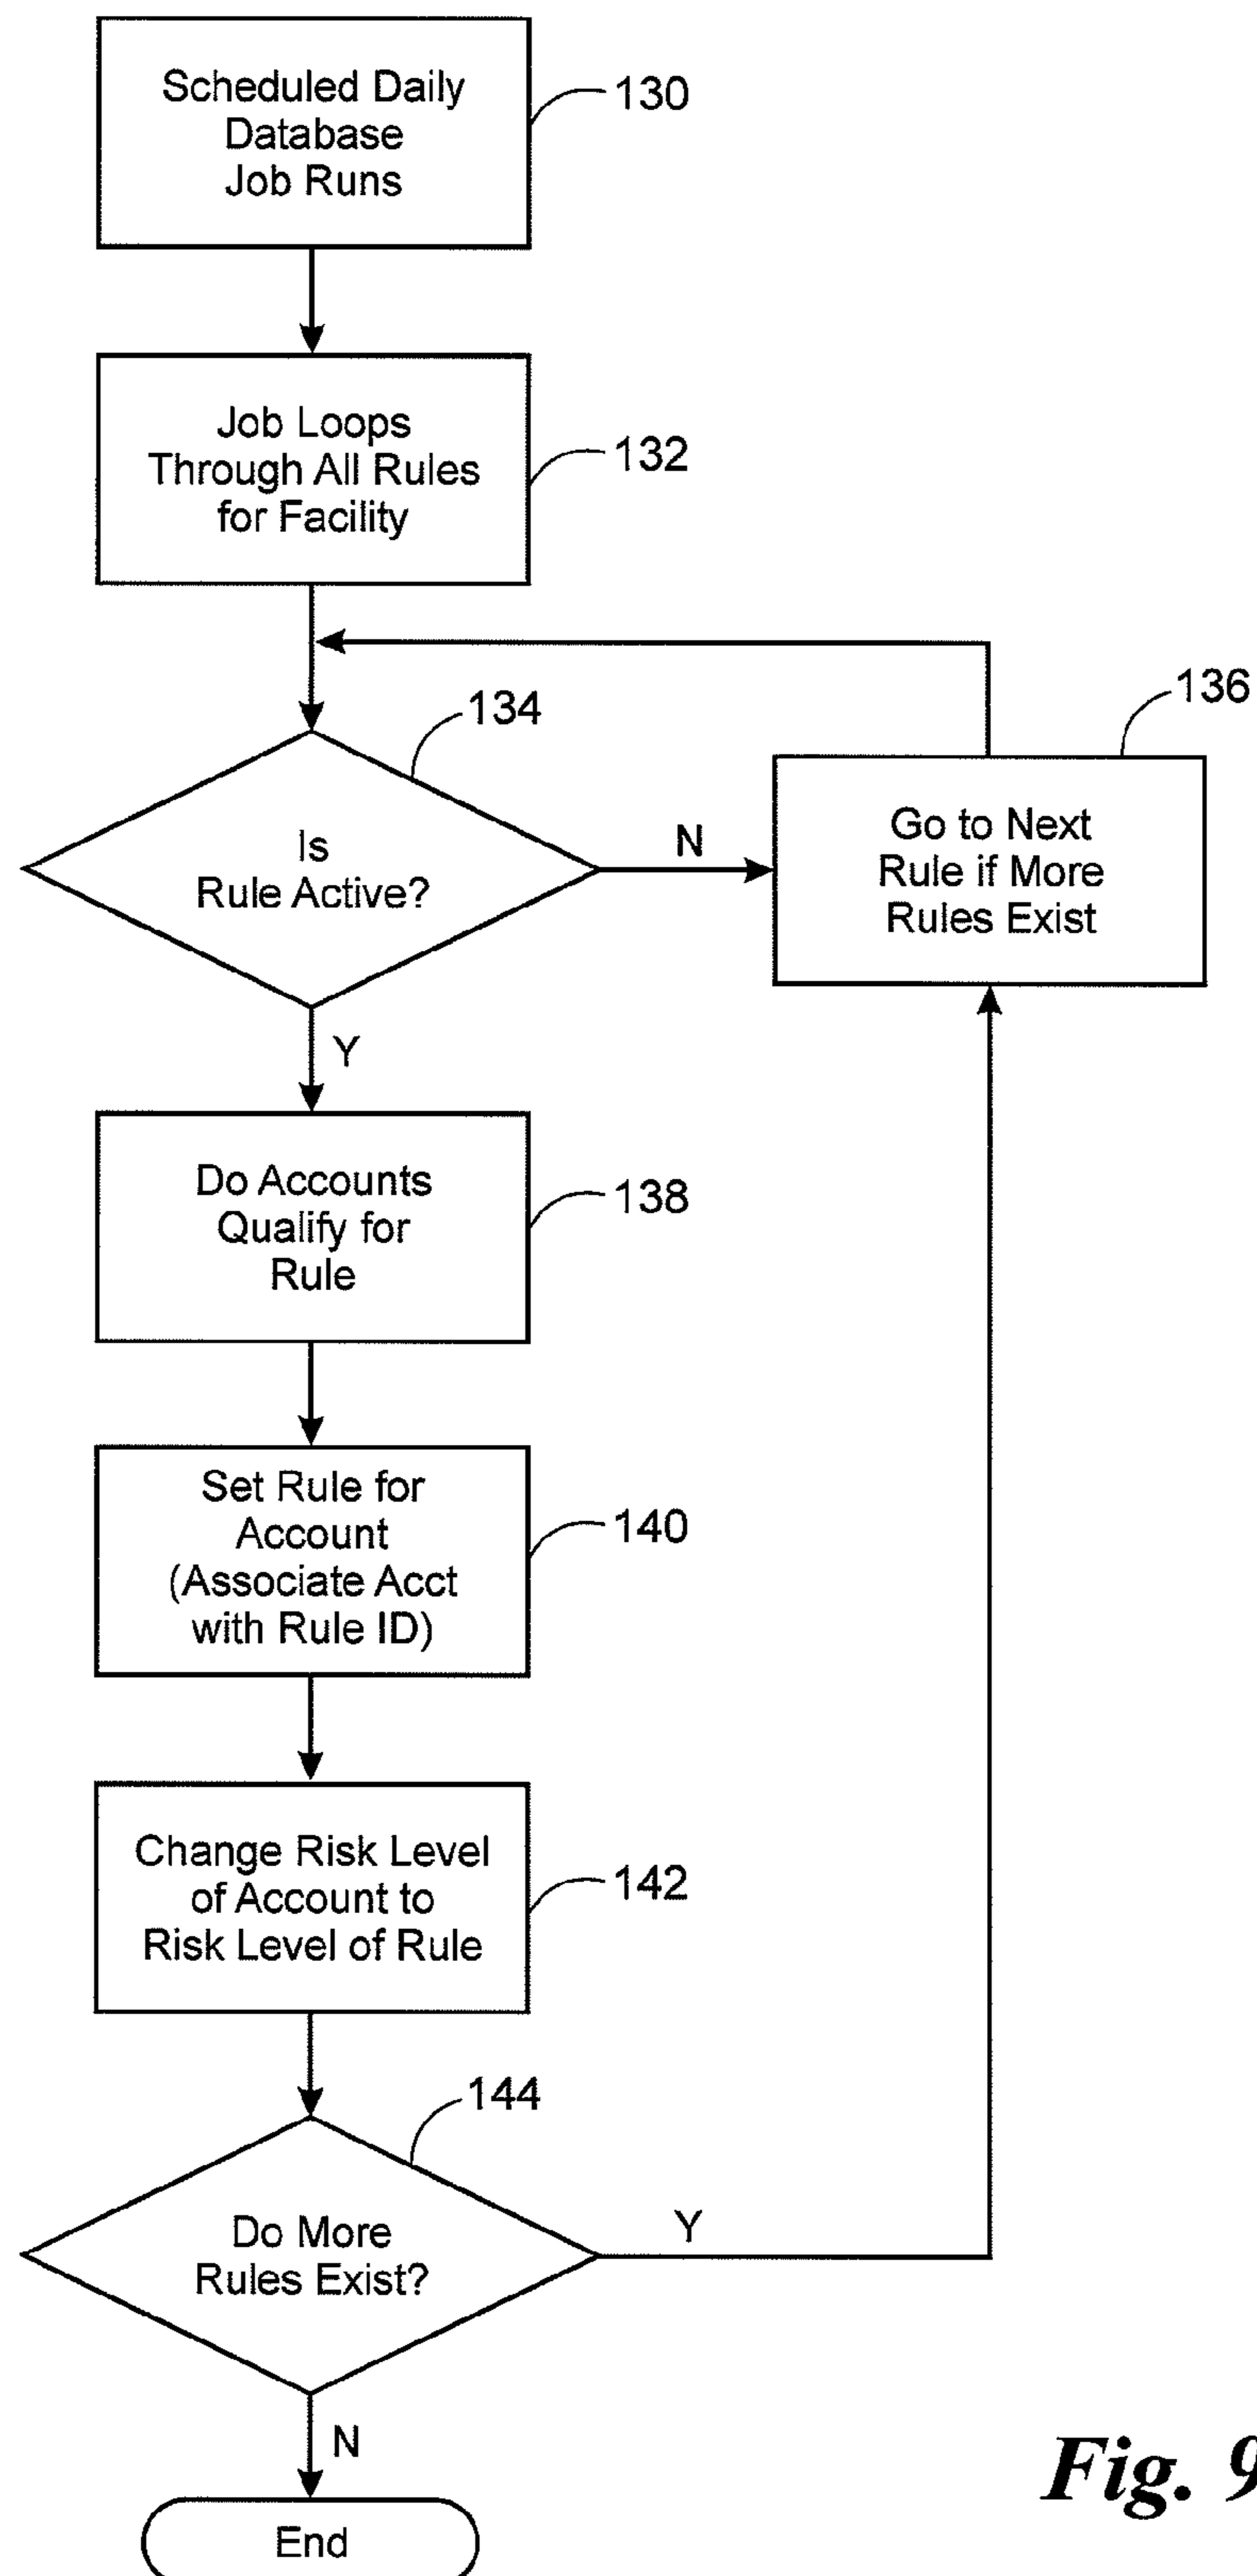 Scheduled Daily
Database
Job Runs
130
Job Loops
Through All Rules
for Facility
132
134
136
Is
Rule Active?
N
Go to Next
Rule if More
Rules Exist
Y
Do Accounts
Qualify for
Rule
138
Set Rule for
Account
(Associate Acct
with Rule ID)
140
Change Risk Level
of Account to
Risk Level of Rule
142
144
Do More
Rules Exist?
Y
N
End
Fig. 9